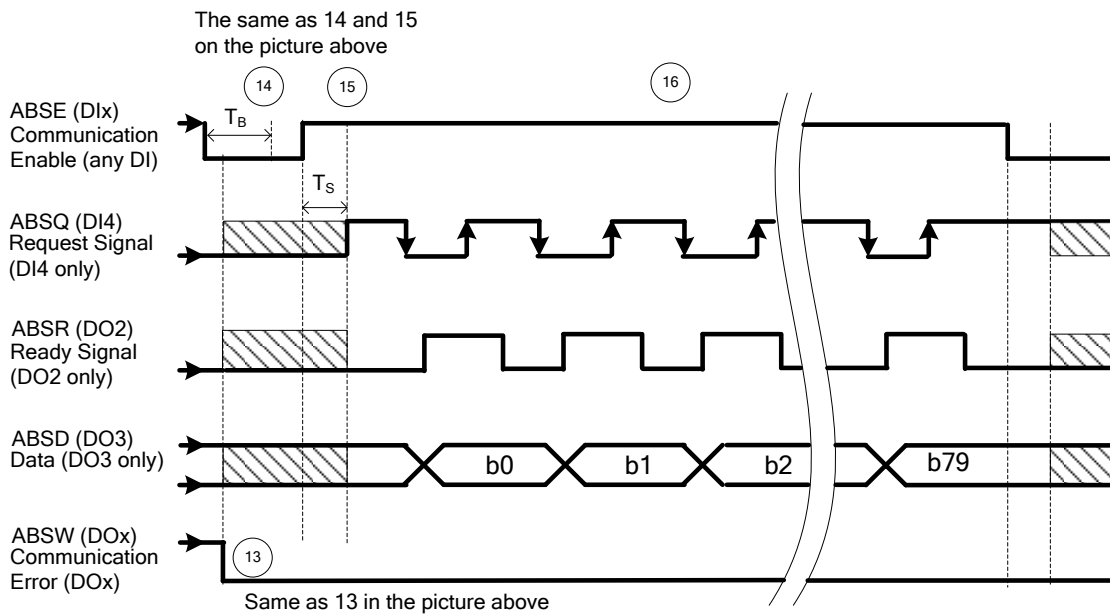 The same as 14 and 15
on the picture above
14
15
16
ABSE (DIx)
Communication
Enable (any DI)
TB
TS
ABSQ (DI4)
Request Signal
(DI4 only)
ABSR (DO2)
Ready Signal
(DO2 only)
ABSD (DO3)
Data (DO3 only)
b0
b1
b2
b79
ABSW (DOx)
Communication
Error (DOx)
13
Same as 13 in the picture above